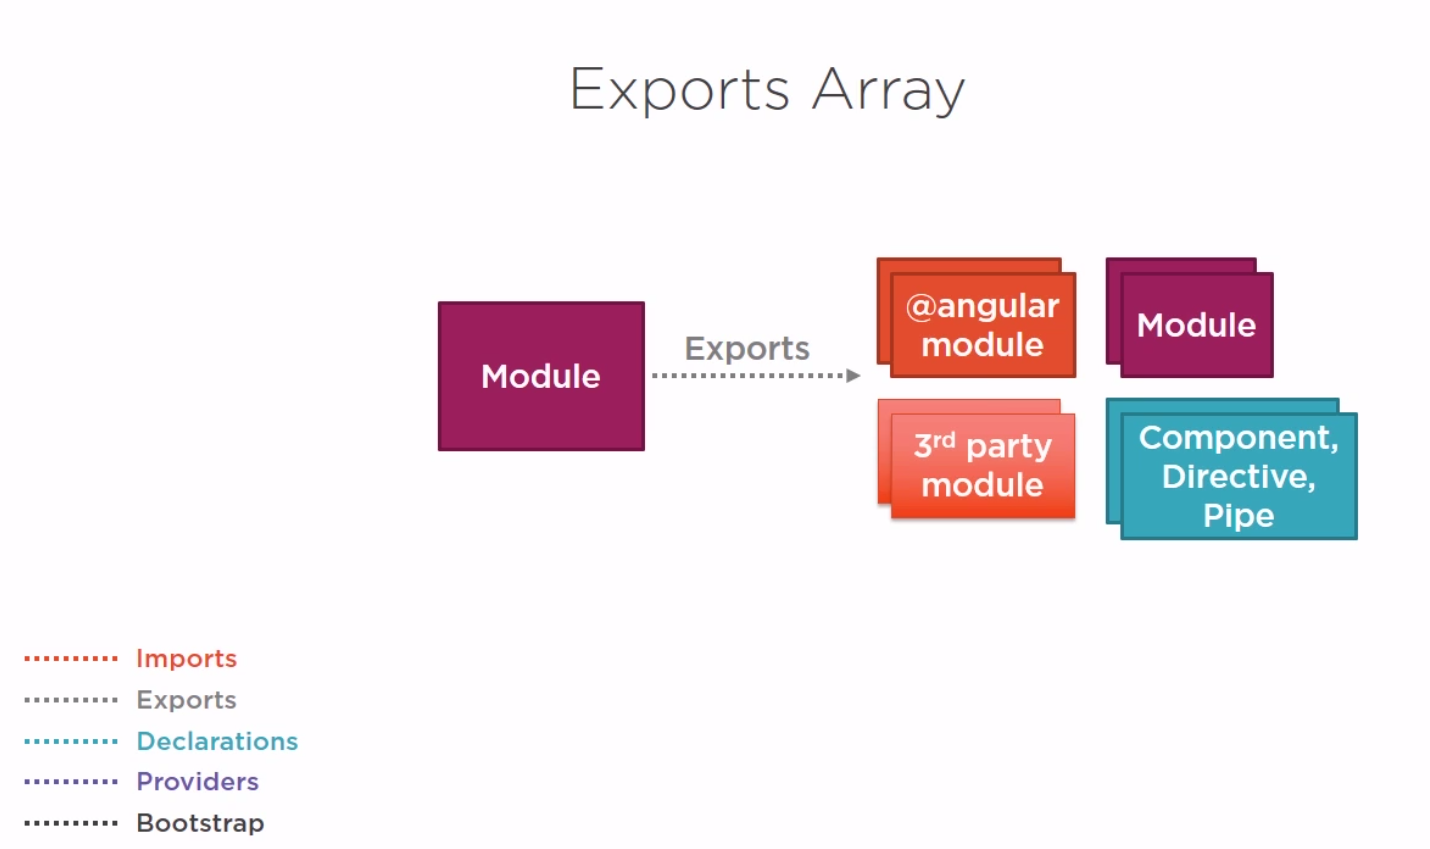 Exports Array
Module
Exports
@angular
module
Module
3rd party
module
Component,
Directive,
Pipe
Imports
Exports
Declarations
Providers
Bootstrap